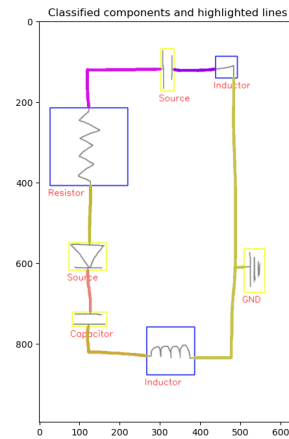 Classified components and highlighted lines
0
Source
Inductor
200
Resistor
400
600
Source
GND
Capacitor
800
Inductor
0 100 200 300 400 500 600